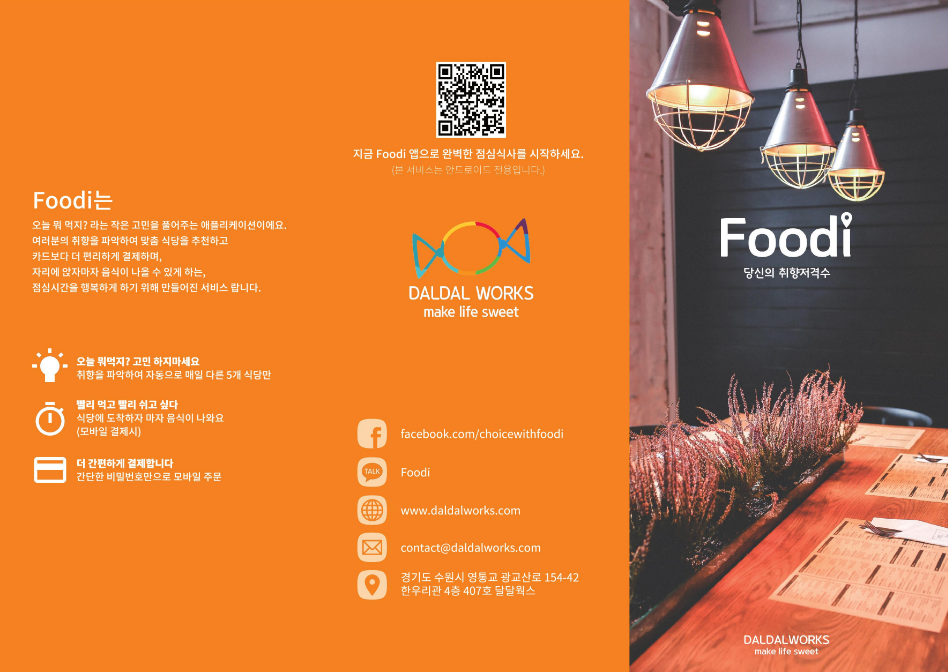 Foodi는
오늘 뭐 먹지? 라는 작은 고민을 풀어주는 애플리케이션이에요.
여러분의 취향을 파악하여 맞춤 식당을 추천하고
카드보다 더 편리하게 결제하며,
자리에 앉자마자 음식이 나올 수 있게 하는,
점심시간을 행복하게 하기 위해 만들어진 서비스 랍니다.
오늘 뭐먹지? 고민 하지마세요
취향을 파악하여 자동으로 매일 다른 5개 식당만
빨리 먹고 빨리 쉬고 싶다
식당에 도착하자 마자 음식이 나와요
(모바일 결제시)
더 간편하게 결제합니다
간단한 비밀번호만으로 모바일 주문
지금 Foodi 앱으로 완벽한 점심식사를 시작하세요.
(본 서비스는 안드로이드 전용입니다.)
DALDAL WORKS
make life sweet
facebook.com/choicewithfoodi
TALK
Foodi
www.daldalworks.com
contact@daldalworks.com
경기도 수원시 영통교 광교산로 154-42
한우리관 4층 407호 달달웍스
Foodi
당신의 취향저격수
DALDALWORKS
make life sweet